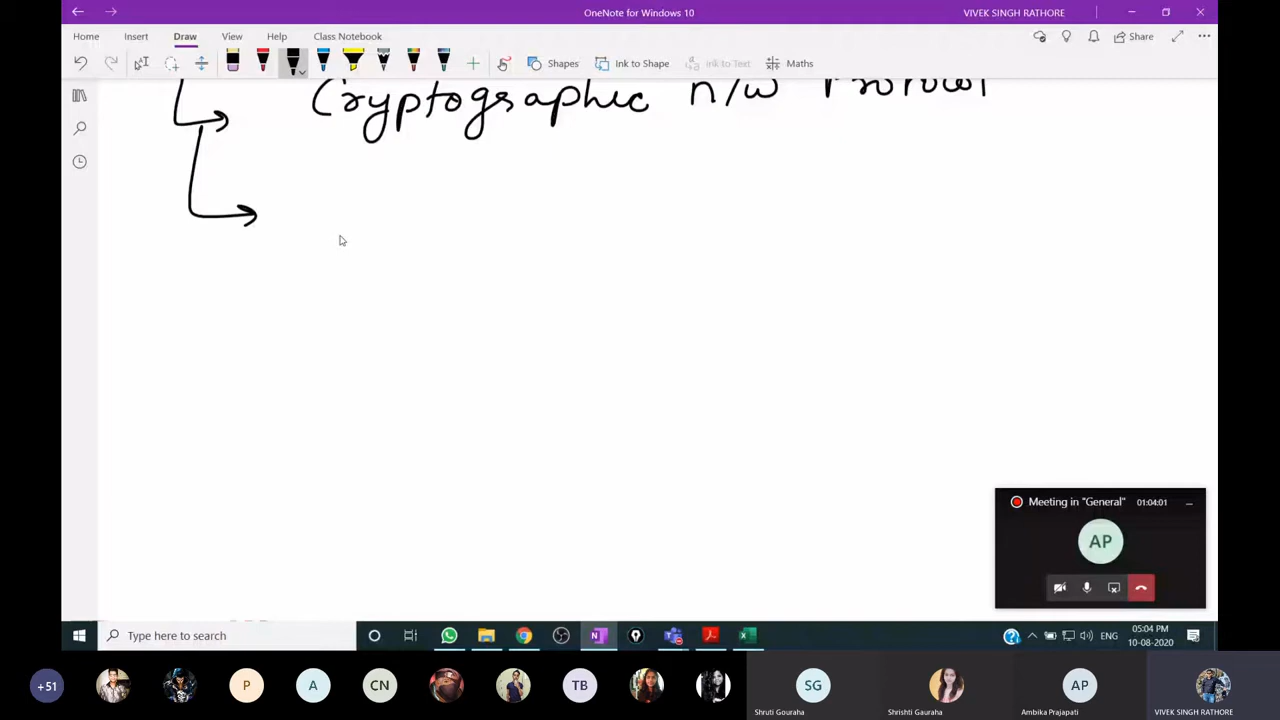 OneNote for Windows 10
VIVEK SINGH RATHORE
Home Insert Draw View Help Class Notebook
Share
Shapes Ink to Shape Ink to Text Maths
Cryptographic n/w Protocol
Meeting in "General" 01:04:01
AP
Type here to search
ENG
05:04 PM
10-08-2020
+51 P A CN TB SG AP
Shruti Gouraha Shrishti Gauraha Ambika Prajapati VIVEK SINGH RATHORE